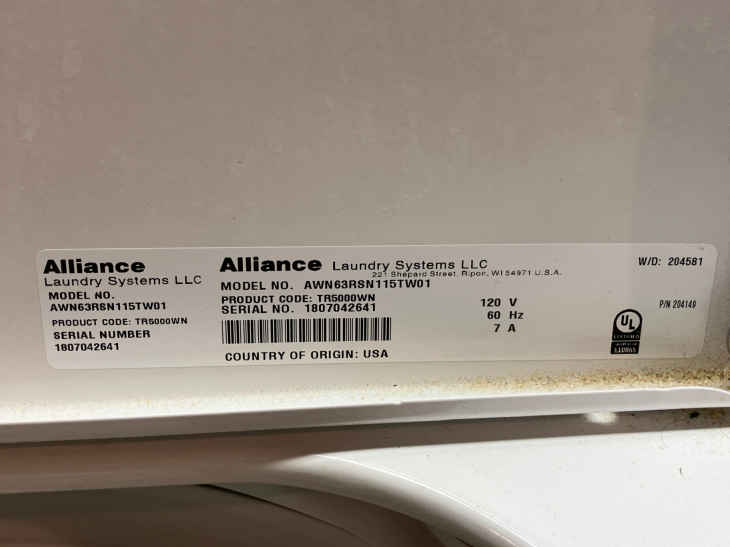 Alliance
Laundry Systems LLC
MODEL NO.
AWN63RSN115TW01
PRODUCT CODE: TR5000WN
SERIAL NUMBER
1807042641
Alliance Laundry Systems LLC
221 Shepard Street, Ripon, WI 54971 U.S.A.
MODEL NO. AWN63RSN115TW01
PRODUCT CODE: TR5000WN
SERIAL NO. 1807042641
COUNTRY OF ORIGIN: USA
120 V
60 Hz
7 A
W/D: 204581
P/N 204149
UL
LISTED